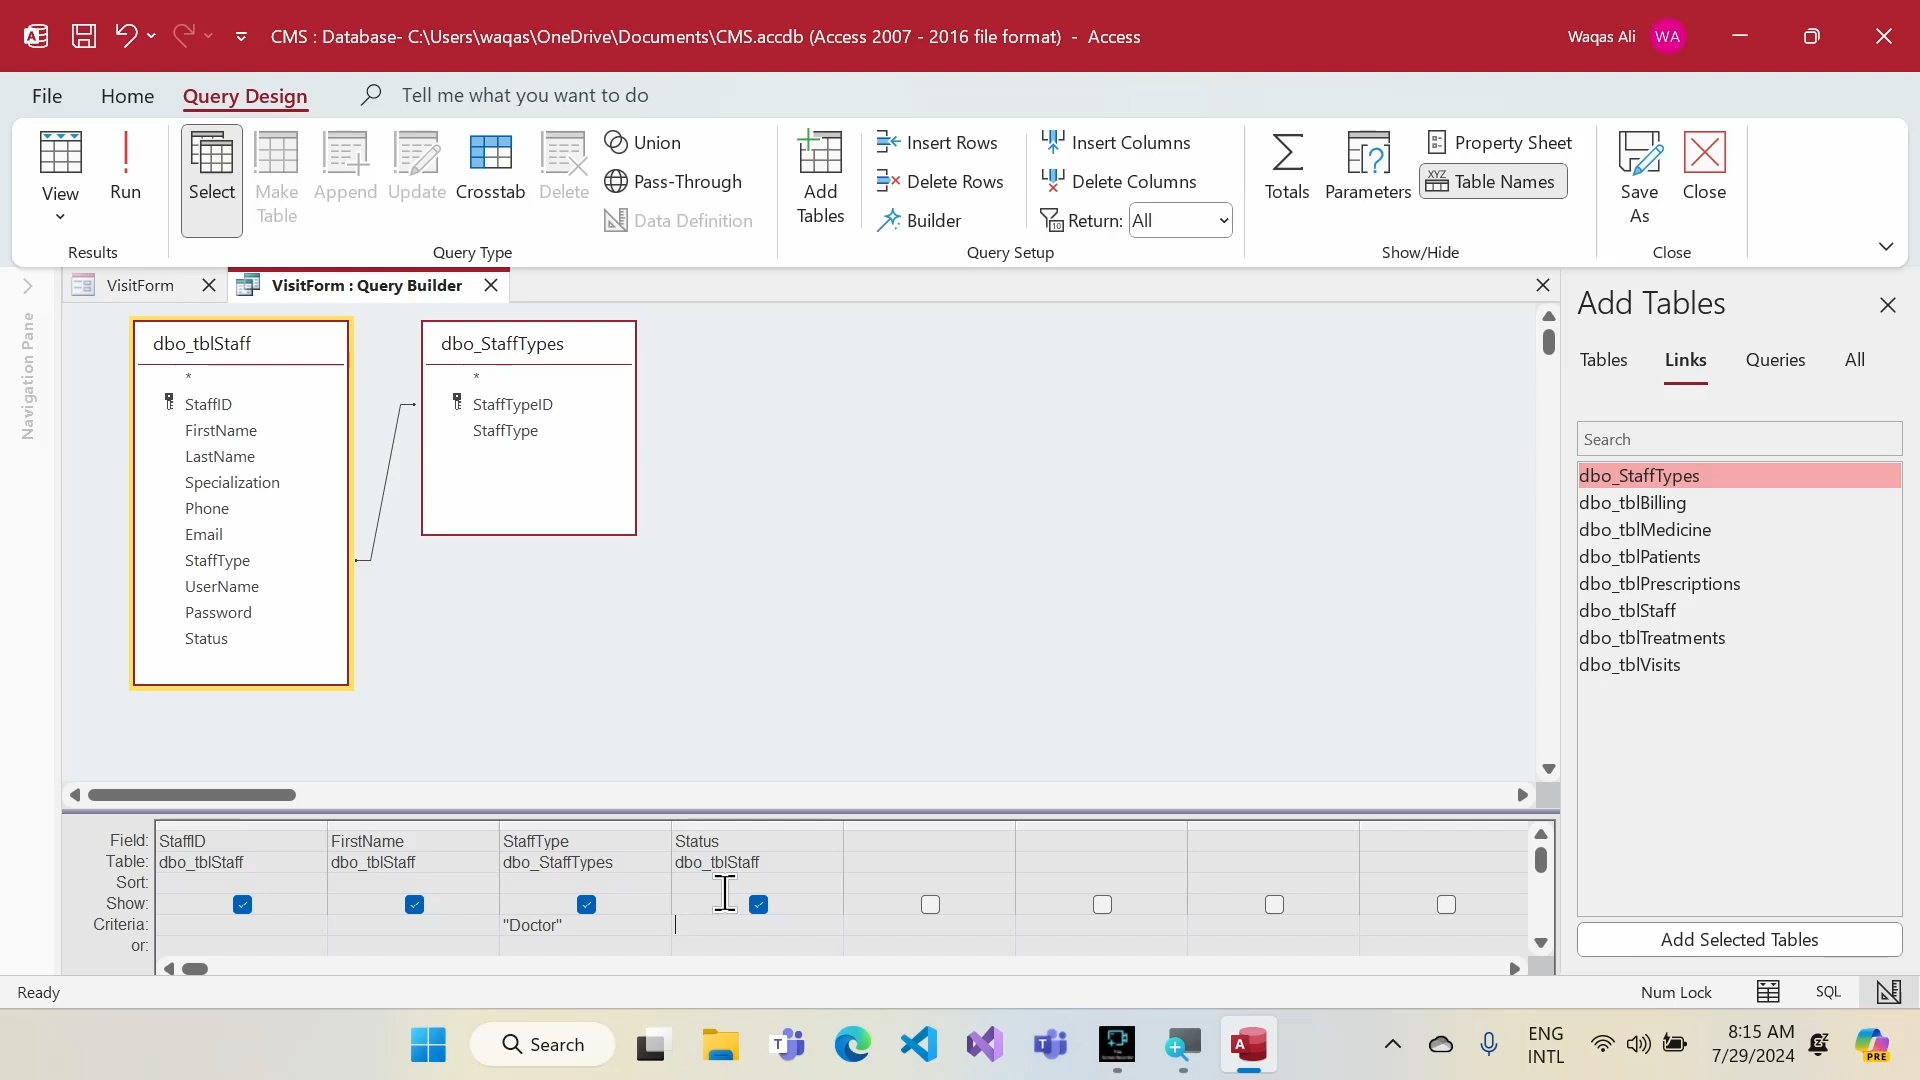 CMS : Database- C:\Users\waqas\OneDrive\Documents\CMS.accdb (Access 2007 - 2016 file format) - Access
Waqas Ali
WA
File
Home
Query Design
Tell me what you want to do
View
Run
Results
Select
Make
Table
Append
Update
Crosstab
Delete
Union
Pass-Through
Data Definition
Query Type
Add
Tables
Insert Rows
Delete Rows
Builder
Insert Columns
Delete Columns
Return: All
Query Setup
Totals
Parameters
Property Sheet
XYZ
Table Names
Show/Hide
Save
As
Close
Close
VisitForm
VisitForm : Query Builder
Navigation Pane
dbo_tblStaff
*
StaffID
FirstName
LastName
Specialization
Phone
Email
StaffType
UserName
Password
Status
dbo_StaffTypes
*
StaffTypeID
StaffType
Add Tables
Tables
Links
Queries
All
Search
dbo_StaffTypes
dbo_tblBilling
dbo_tblMedicine
dbo_tblPatients
dbo_tblPrescriptions
dbo_tblStaff
dbo_tblTreatments
dbo_tblVisits
Add Selected Tables
Field: StaffID FirstName StaffType Status
Table: dbo_tblStaff dbo_tblStaff dbo_StaffTypes dbo_tblStaff
Sort:
Show:
Criteria: "Doctor"
or:
Ready
Num Lock
SQL
Search
ENG
INTL
8:15 AM
7/29/2024
PRE